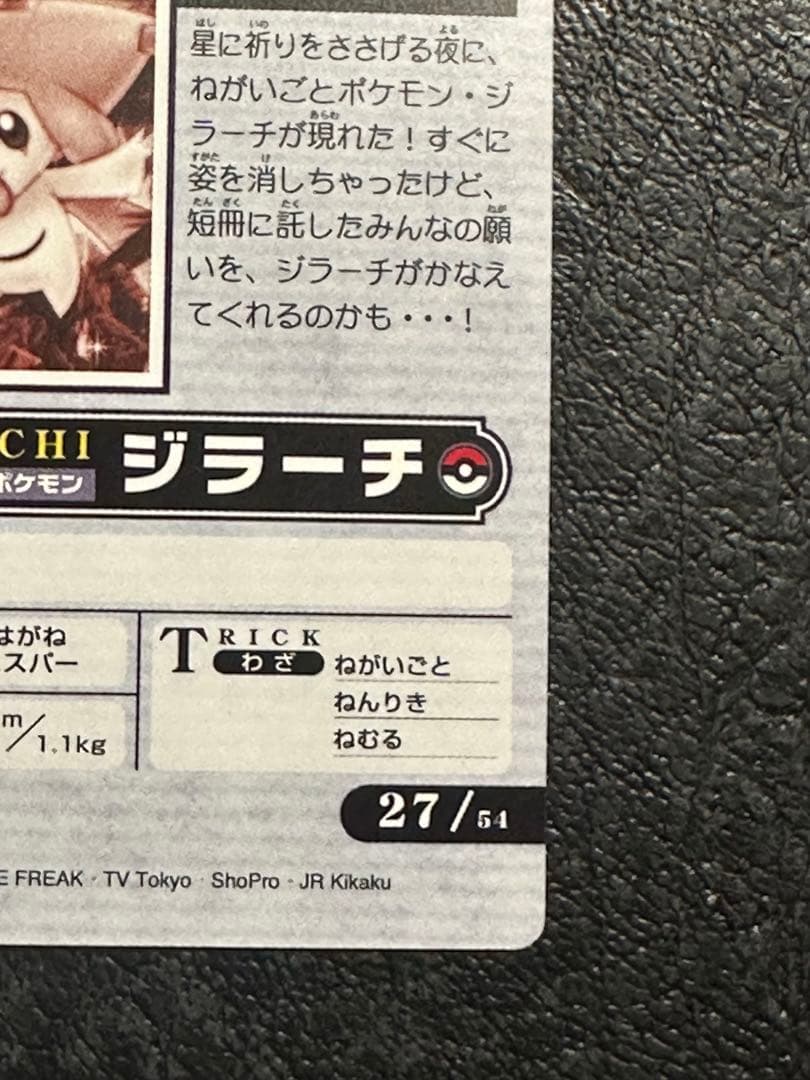 星に祈りをささげる夜に、
ねがいごとポケモン・ジ
ラーチが現れた！すぐに
姿を消しちゃったけど、
短冊に託したみんなの願
いを、ジラーチがかなえ
てくれるのかも・・・！
CHI
ポケモン
ジラーチ
はがね
スパー
TRICK
わざ
ねがいごと
ねんりき
ねむる
m/1.1kg
27/54
E FREAK・TV Tokyo・ShoPro・JR Kikaku